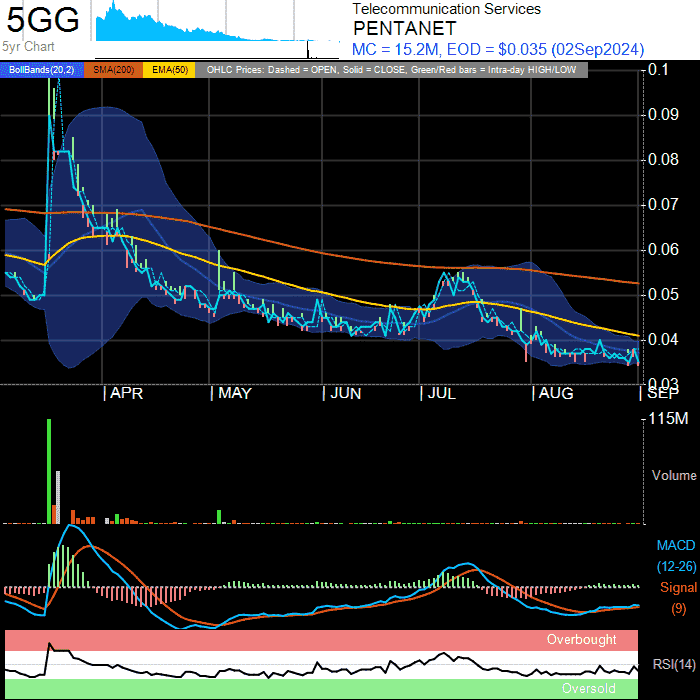 5GG
5yr Chart
Telecommunication Services
PENTANET
MC = 15.2M, EOD = $0.035 (02Sep2024)
BollBands(20,2) SMA(200) EMA(50) OHLC Prices: Dashed = OPEN, Solid = CLOSE, Green/Red bars = Intra-day HIGH/LOW
0.1
0.09
0.08
0.07
0.06
0.05
0.04
0.03
APR MAY JUN JUL AUG SEP
115M
Volume
MACD
(12-26)
Signal
(9)
Overbought
RSI(14)
Oversold